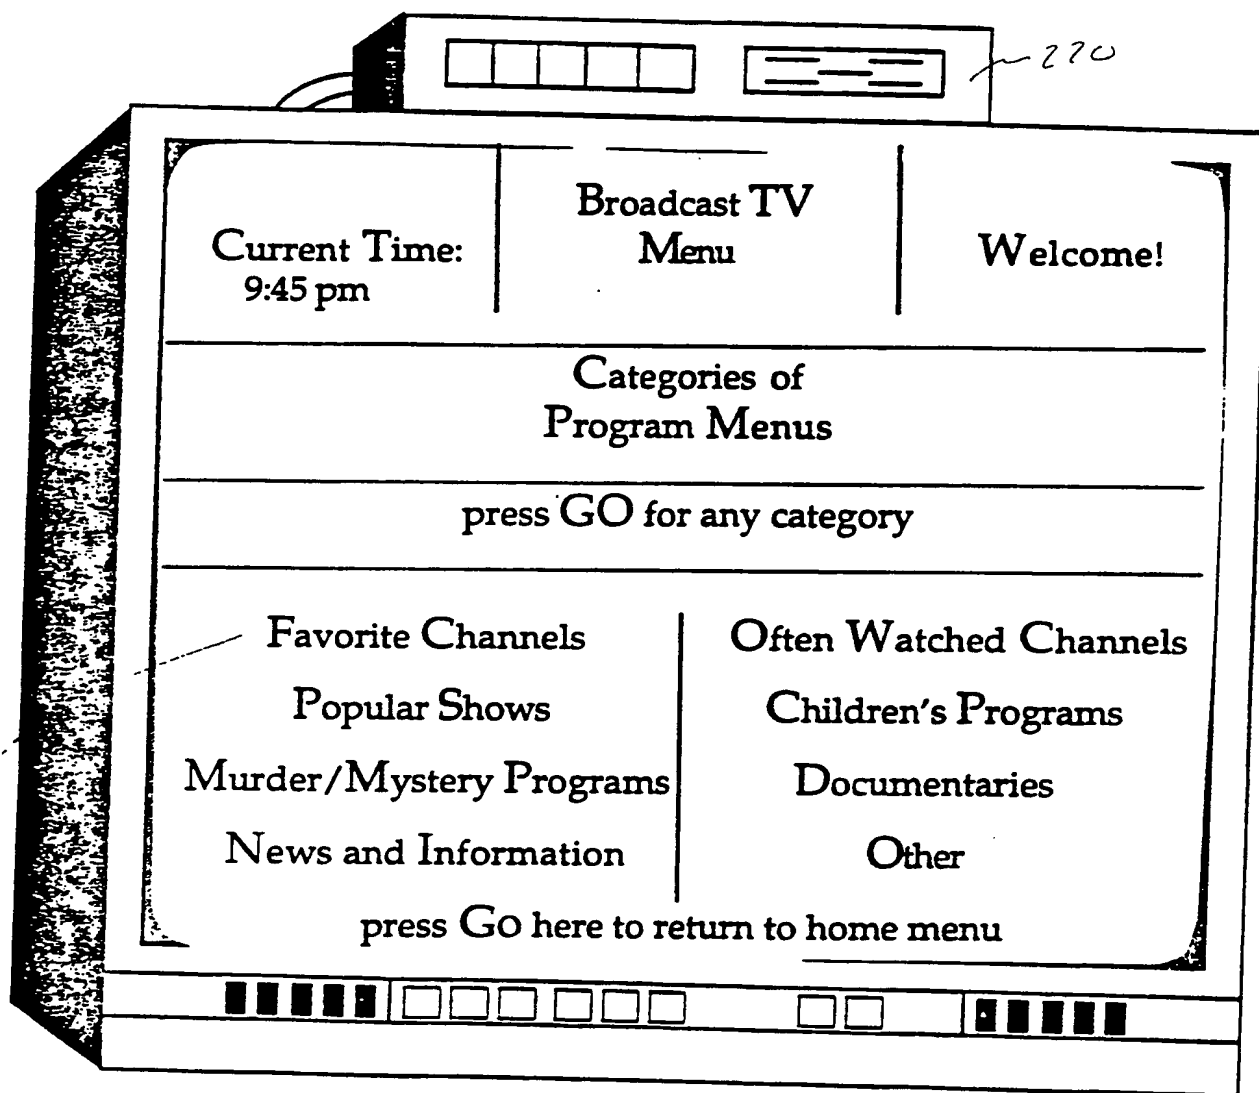 220
Broadcast TV
Menu
Current Time:
9:45 pm
Welcome!
Categories of
Program Menus
press GO for any category
Favorite Channels
Often Watched Channels
Popular Shows
Children's Programs
Murder/Mystery Programs
Documentaries
News and Information
Other
press Go here to return to home menu